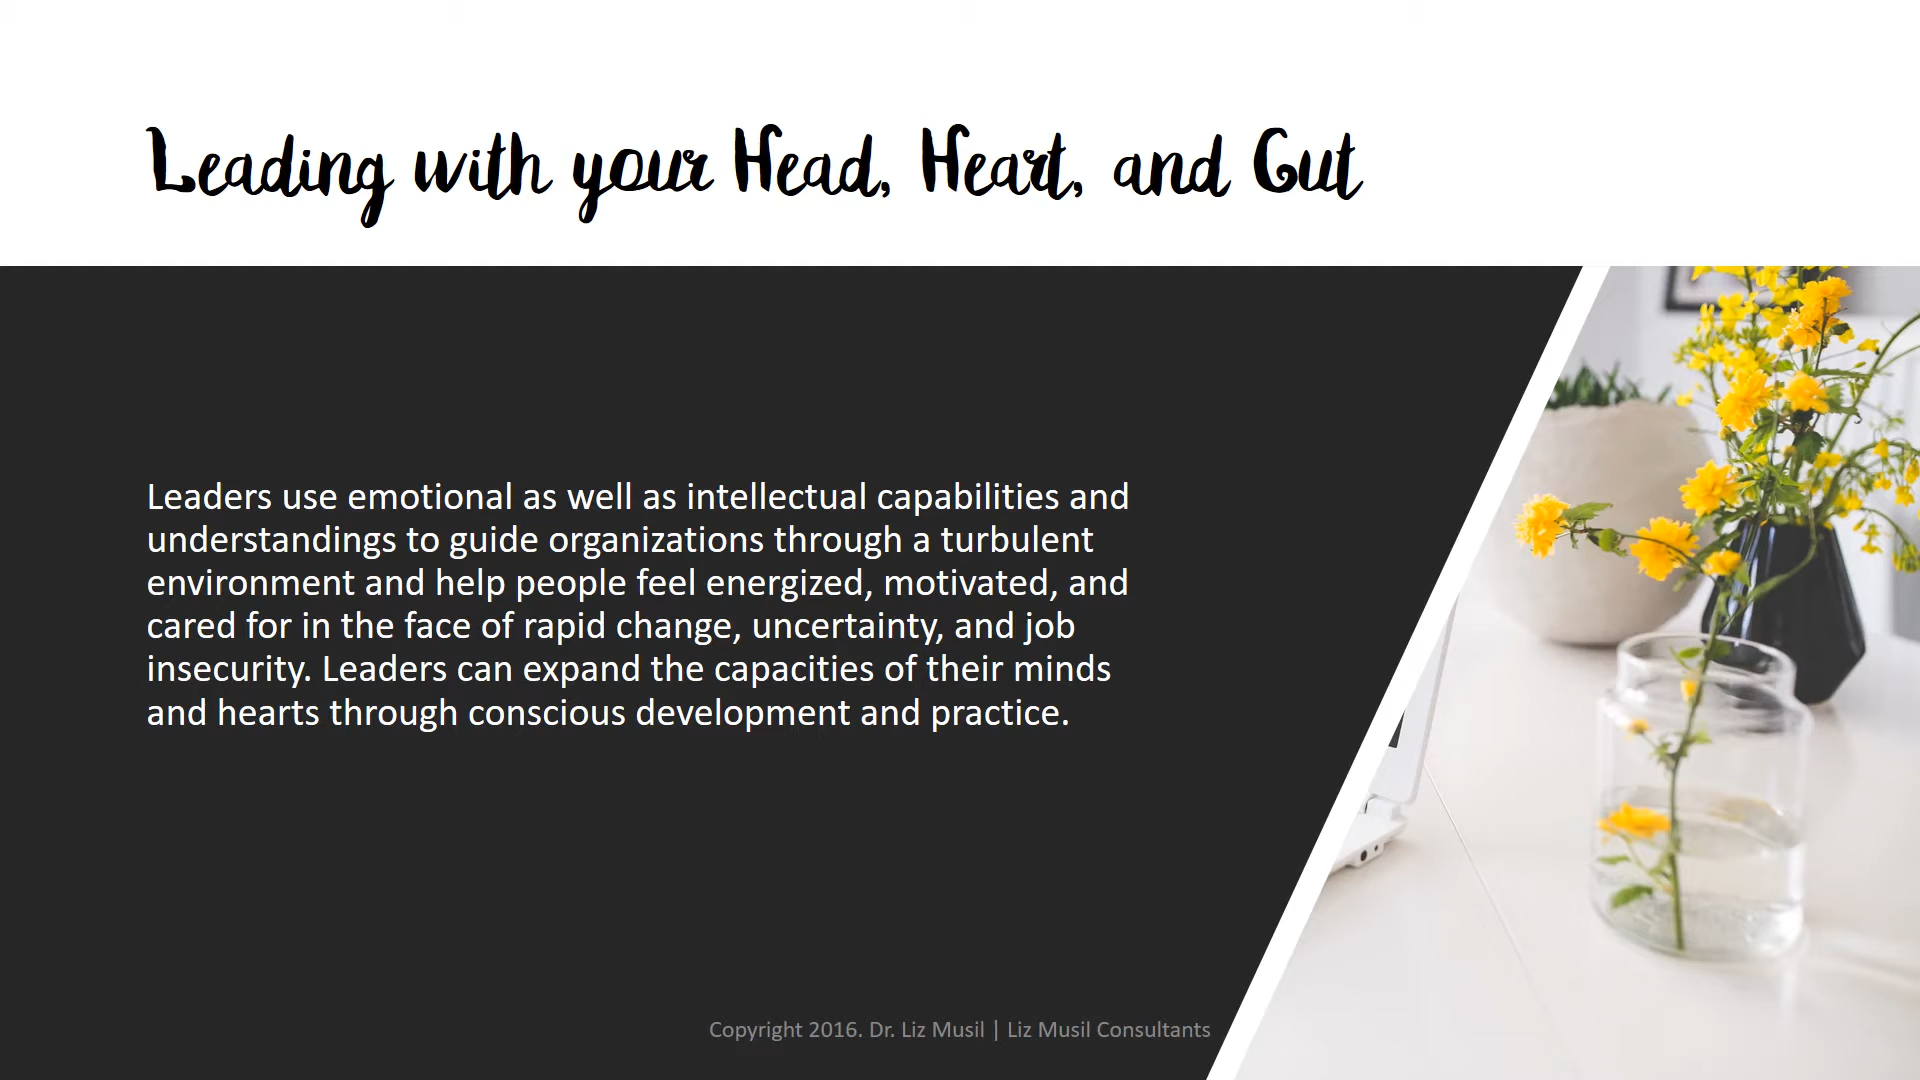 Leading with your Head, Heart, and Gut
Leaders use emotional as well as intellectual capabilities and
understandings to guide organizations through a turbulent
environment and help people feel energized, motivated, and
cared for in the face of rapid change, uncertainty, and job
insecurity. Leaders can expand the capacities of their minds
and hearts through conscious development and practice.
Copyright 2016. Dr. Liz Musil | Liz Musil Consultants